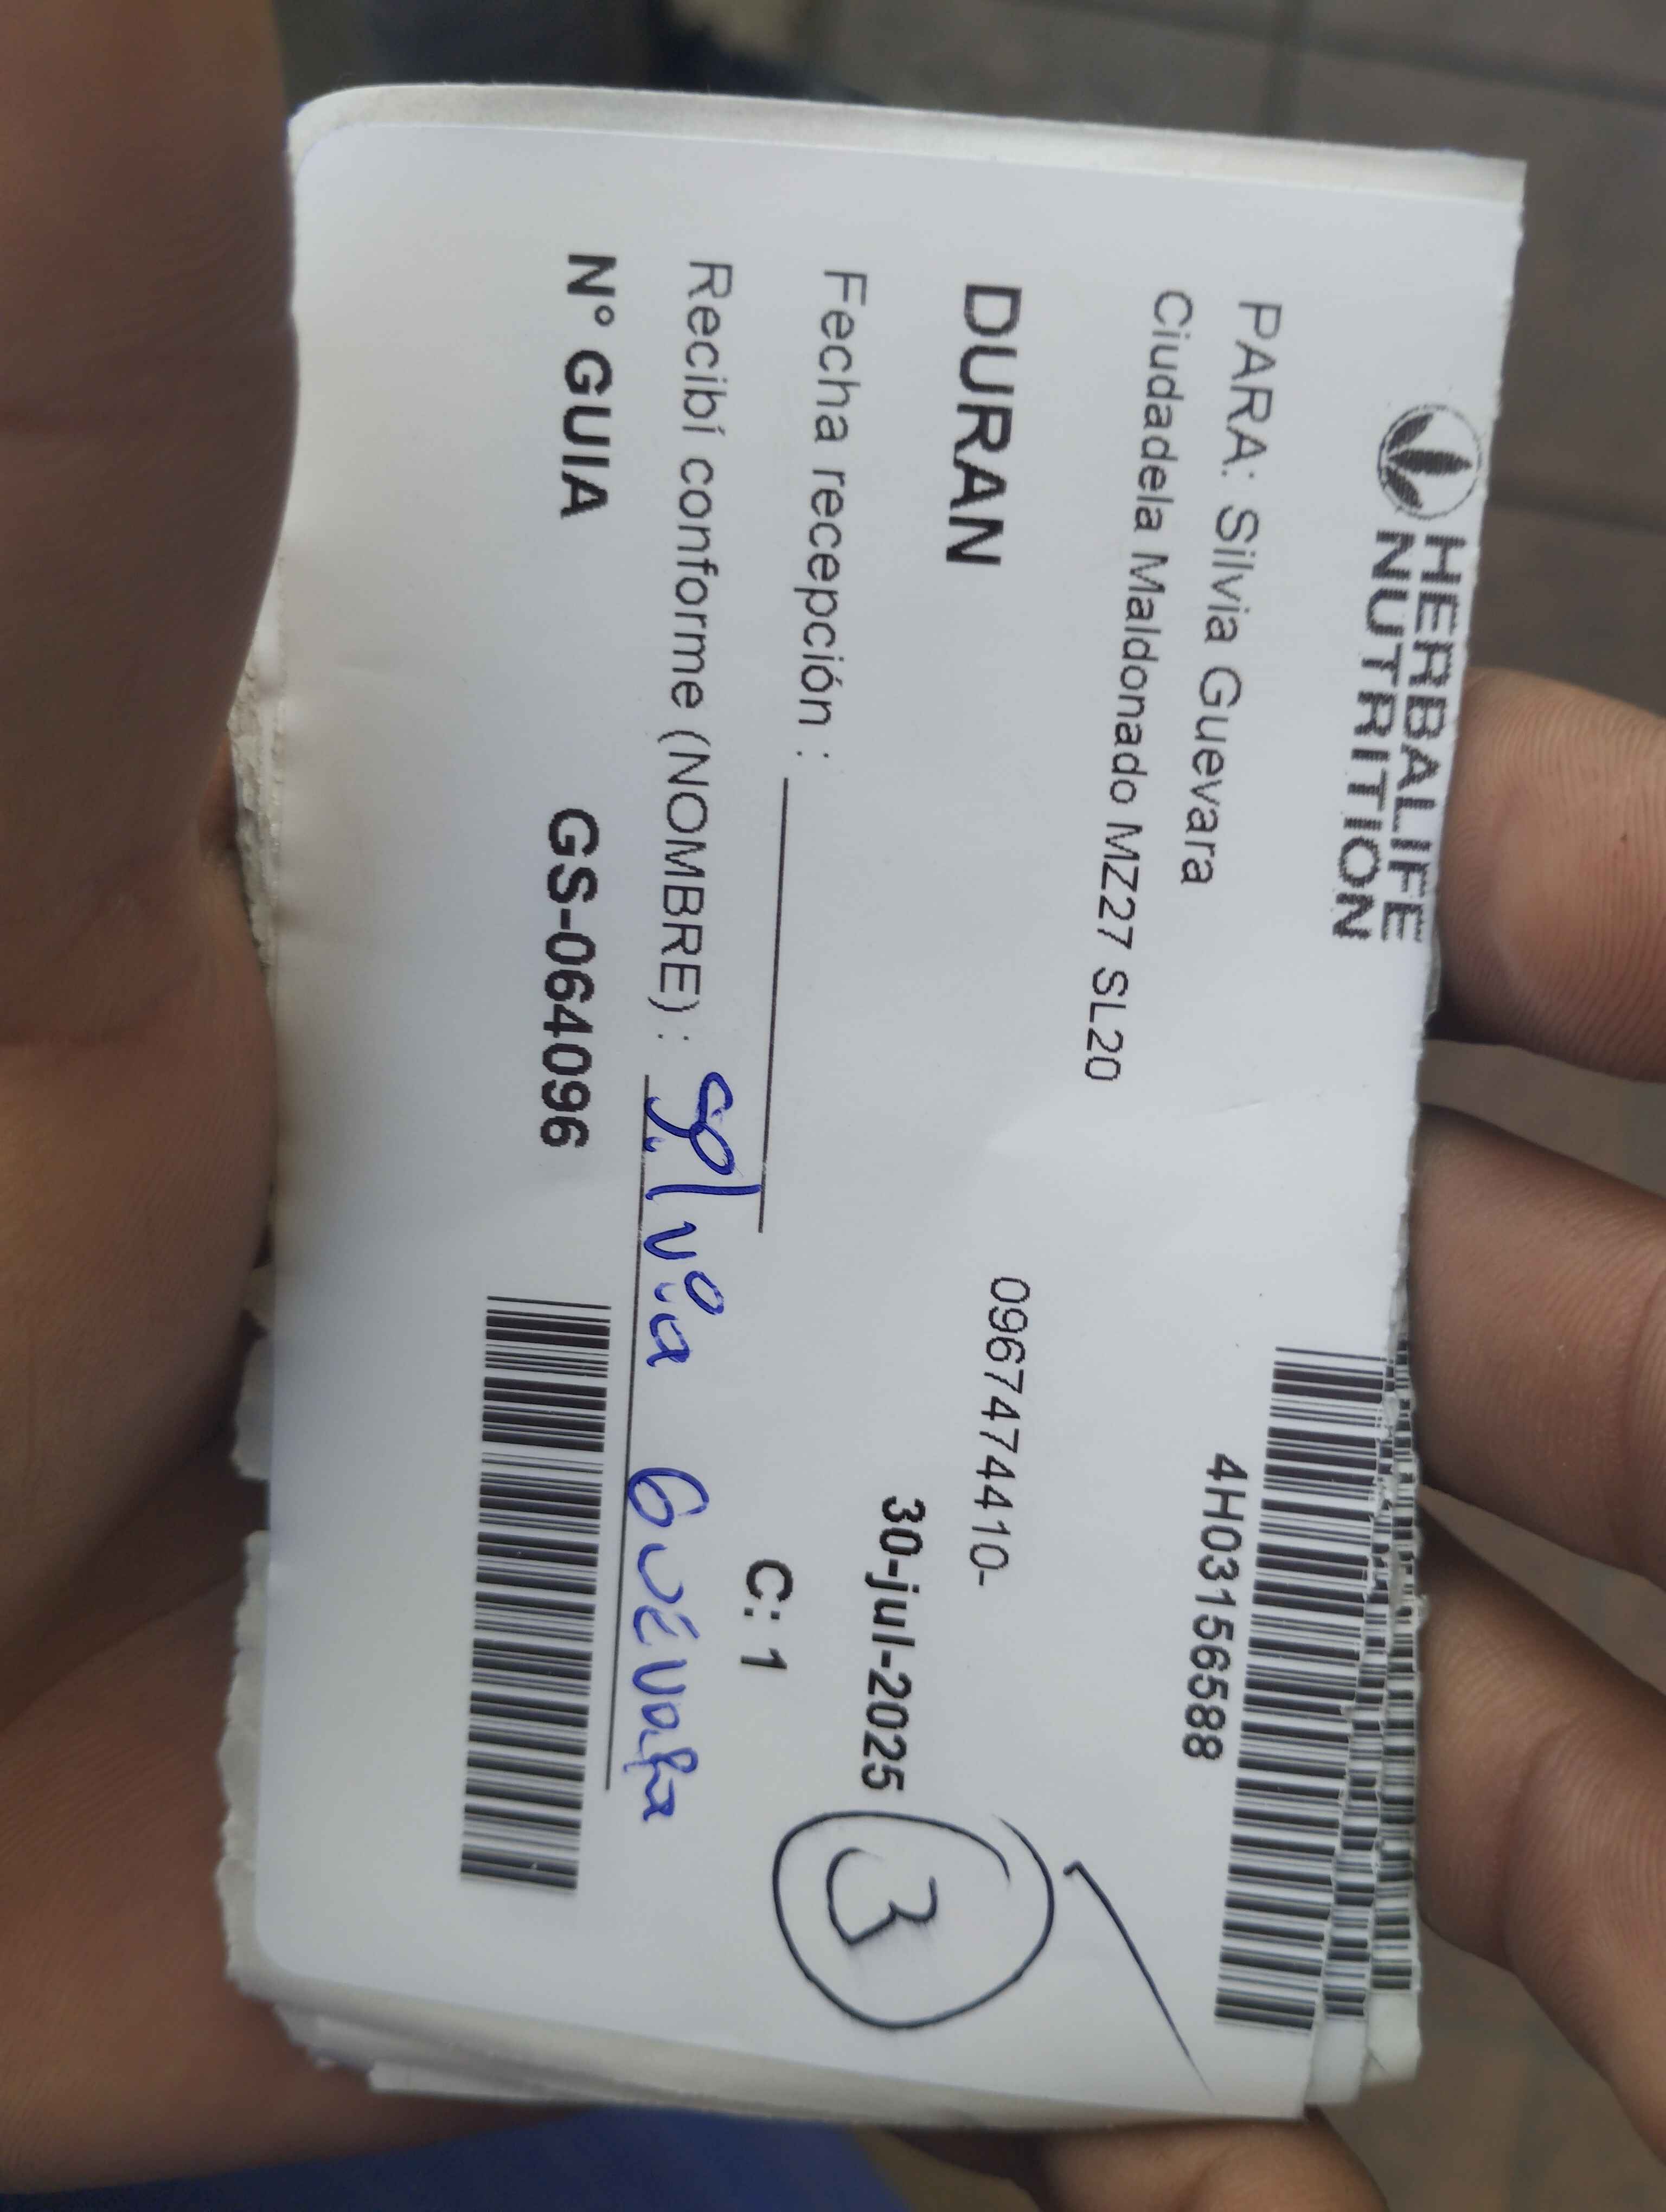 HERBALIFE
NUTRITION
4H03156588
PARA: Silvia Guevara
Ciudadela Maldonado MZ27 SL20
DURAN
0967474410-
30-jul-2025
3
Fecha recepción :
C: 1
Recibí conforme (NOMBRE) : Silvia Guevara
N° GUIA GS-064096